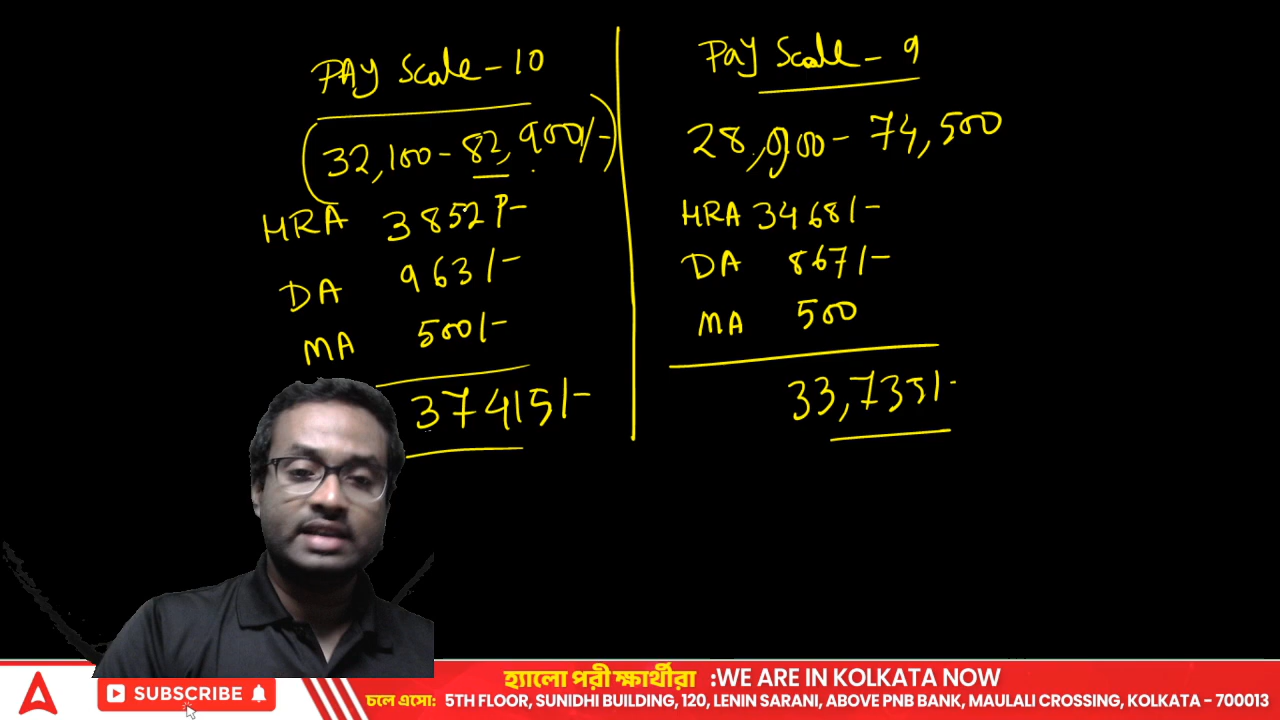 PAY Scale - 10
(32,100 - 82,900/-)
HRA 3852/-
DA 963/-
MA 500/-
37415/-
Pay Scale - 9
28,900 - 74,500
HRA 3468/-
DA 867/-
MA 500
33,735/-
SUBSCRIBE
হ্যালো পরীক্ষার্থীরা :WE ARE IN KOLKATA NOW
চলে এসো: 5TH FLOOR, SUNIDHI BUILDING, 120, LENIN SARANI, ABOVE PNB BANK, MAULALI CROSSING, KOLKATA - 700013